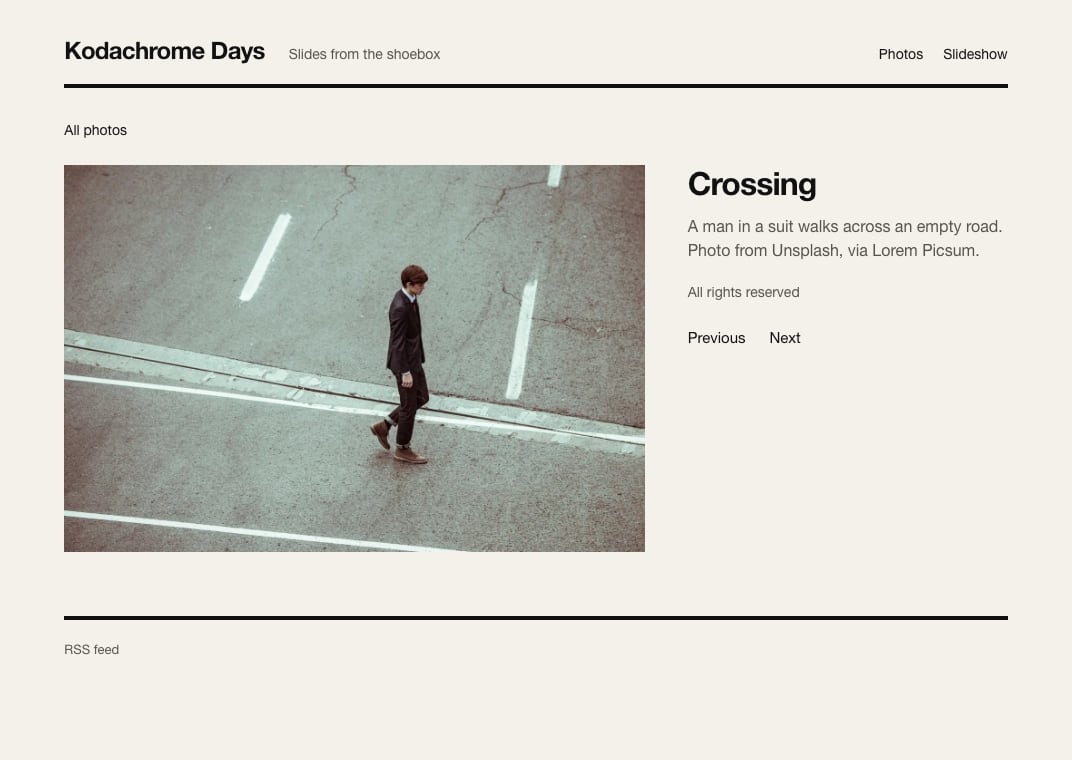 Kodachrome Days
Slides from the shoebox
Photos
Slideshow
All photos
Crossing
A man in a suit walks across an empty road.
Photo from Unsplash, via Lorem Picsum.
All rights reserved
Previous
Next
RSS feed